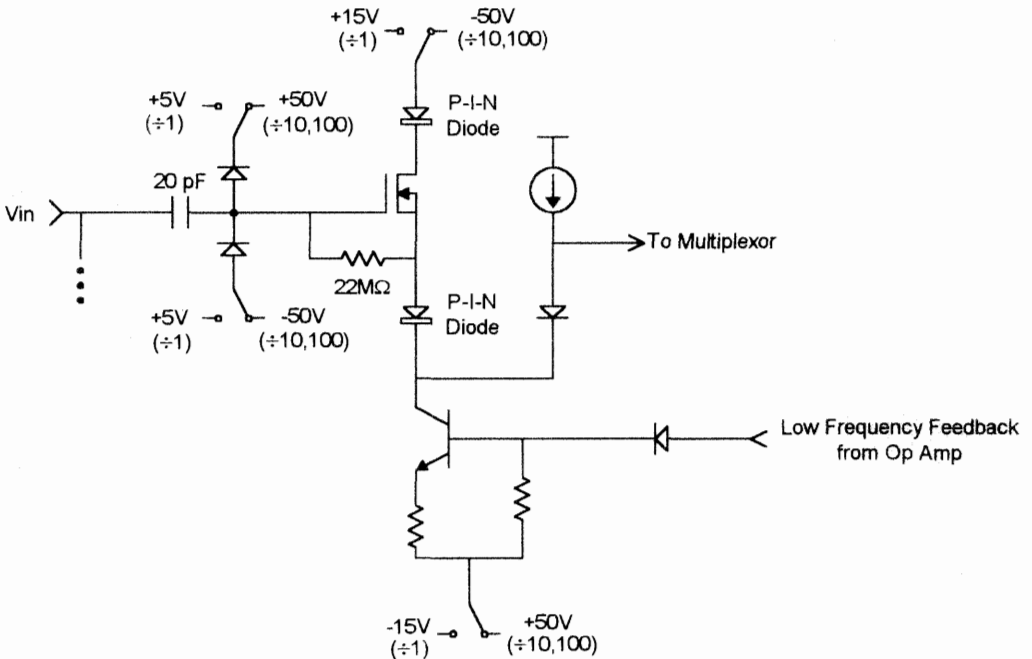 +15V
(÷1)
-50V
(÷10,100)
+5V
(÷1)
+50V
(÷10,100)
P-I-N
Diode
20 pF
Vin
To Multiplexor
22MΩ
P-I-N
Diode
+5V
(÷1)
-50V
(÷10,100)
Low Frequency Feedback
from Op Amp
-15V
(÷1)
+50V
(÷10,100)